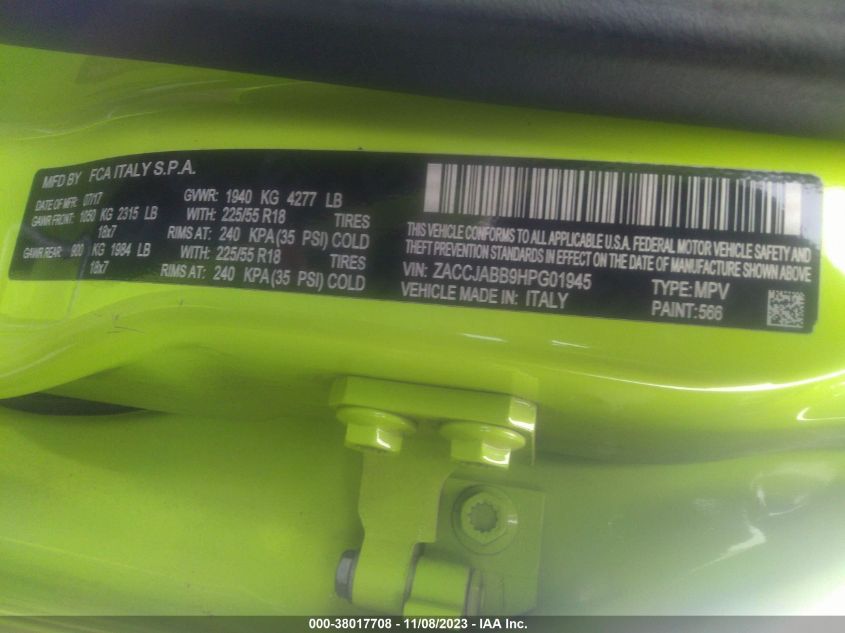 MFD BY FCA ITALY S.P.A.
DATE OF MFR: 07/17 GVWR: 1940 KG 4277 LB
GAWR FRONT: 1050 KG 2315 LB WITH: 225/55 R18 TIRES
18x7 RIMS AT: 240 KPA(35 PSI) COLD
GAWR REAR: 900 KG 1984 LB WITH: 225/55 R18 TIRES
18x7 RIMS AT: 240 KPA(35 PSI) COLD
THIS VEHICLE CONFORMS TO ALL APPLICABLE U.S.A. FEDERAL MOTOR VEHICLE SAFETY AND
THEFT PREVENTION STANDARDS IN EFFECT ON THE DATE OF MANUFACTURE SHOWN ABOVE
VIN: ZACCJABB9HPG01945 TYPE: MPV
VEHICLE MADE IN: ITALY PAINT: 566
000-38017708 - 11/08/2023 - IAA Inc.